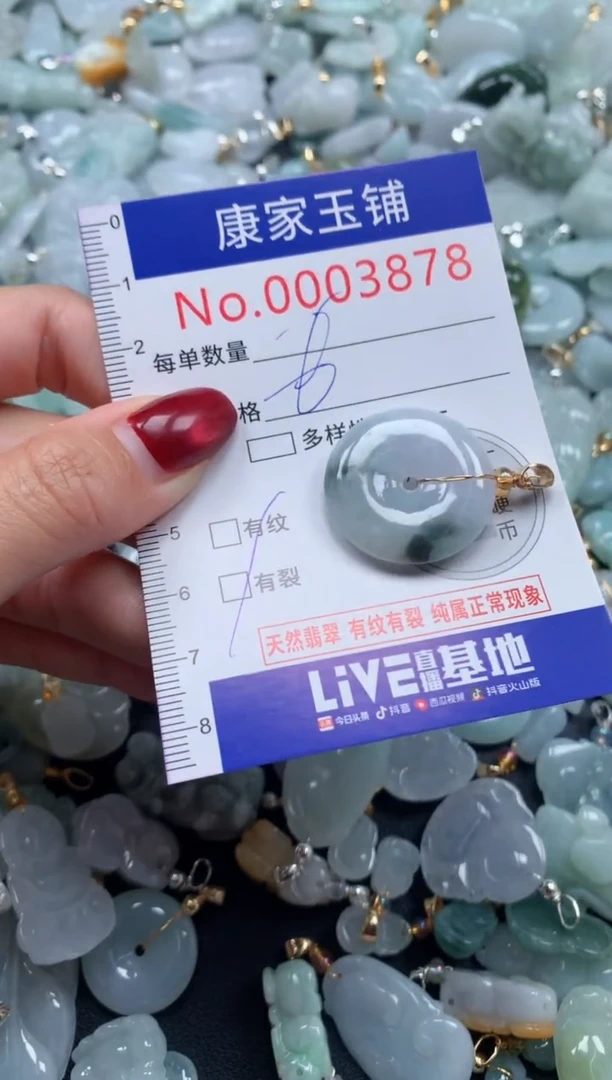 康家玉铺
No.0003878
0
1
2
每单数量
格
多样性
5
有纹
硬
币
6
有裂
天然翡翠 有纹有裂 纯属正常现象
7
LiVE直播基地
今日头条 抖音 西瓜视频 抖音火山版
8